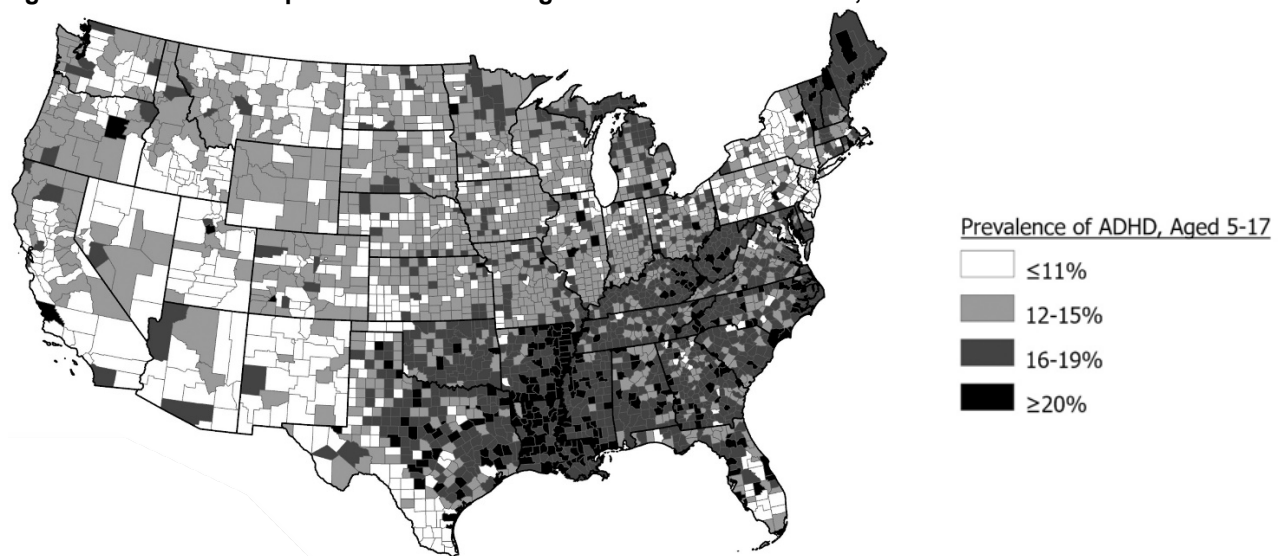 Prevalence of ADHD, Aged 5-17
≤11%
12-15%
16-19%
≥20%